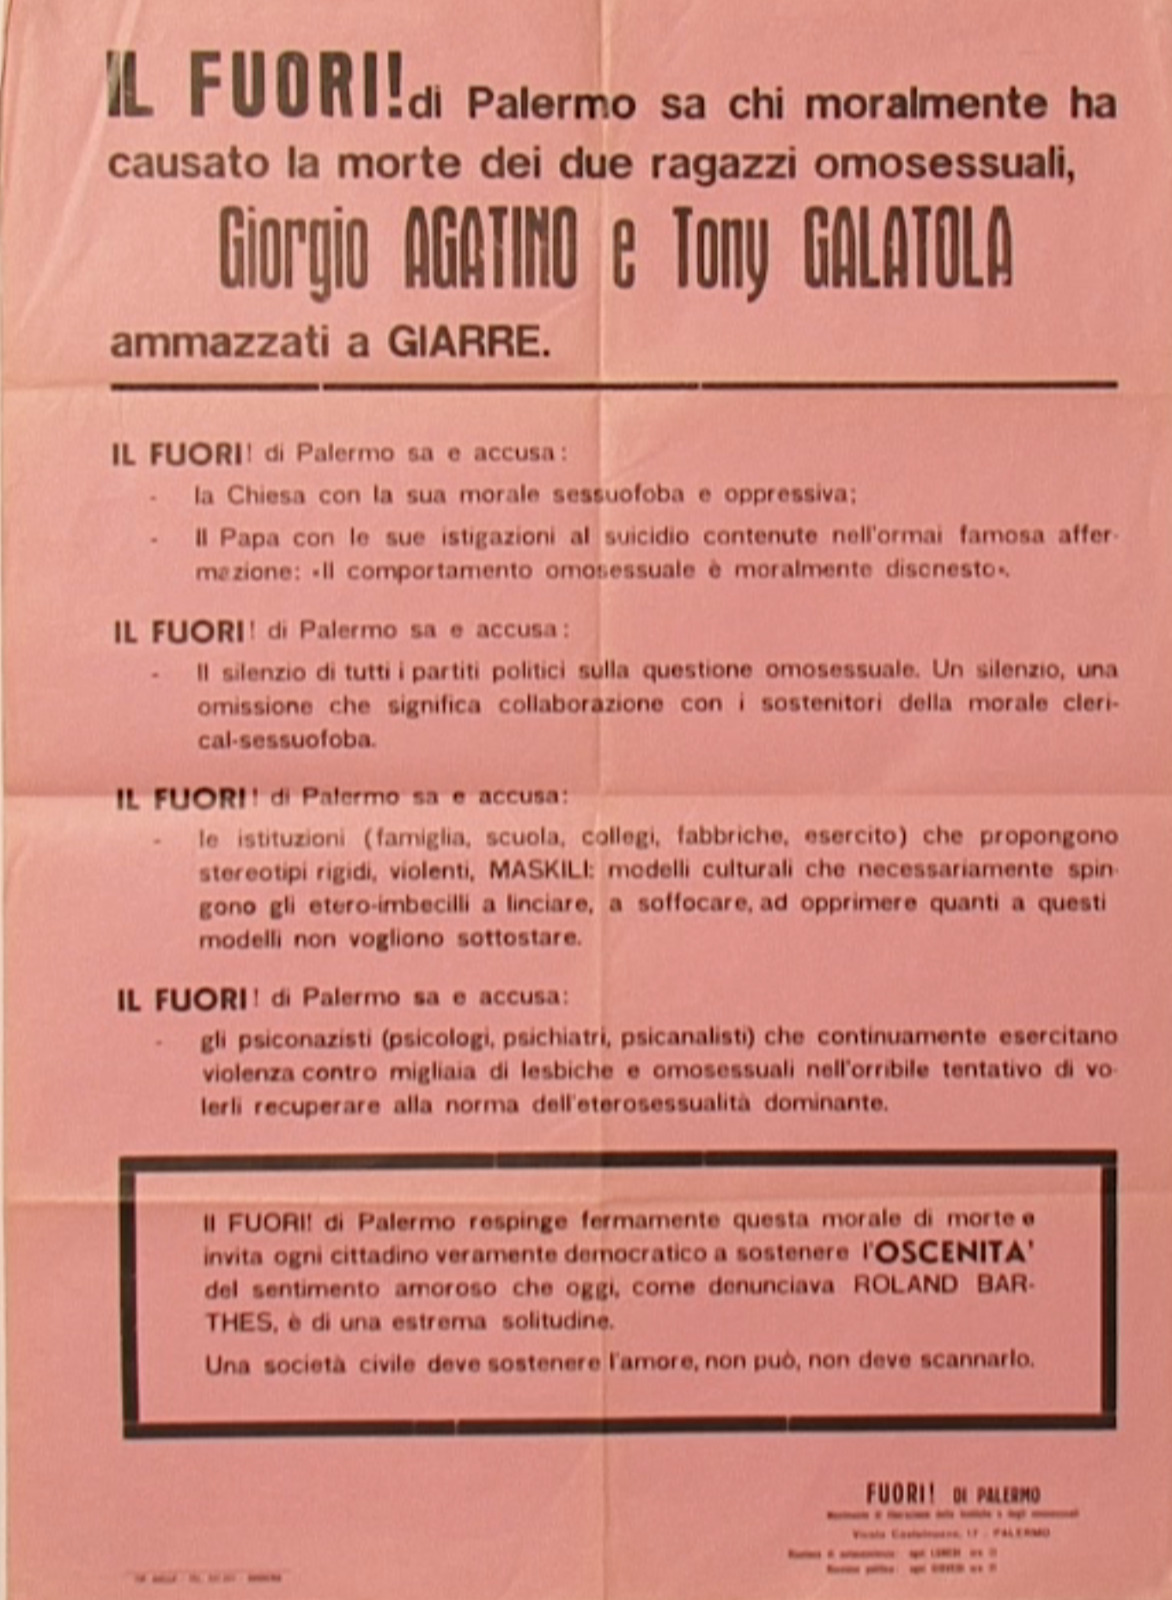 IL FUORI! di Palermo sa chi moralmente ha
causato la morte dei due ragazzi omosessuali,
Giorgio AGATINO e Tony GALATOLA
ammazzati a GIARRE.
IL FUORI! di Palermo sa e accusa:
- la Chiesa con la sua morale sessuofoba e oppressiva;
- Il Papa con le sue istigazioni al suicidio contenute nell'ormai famosa affer-
mazione: «Il comportamento omosessuale è moralmente disonesto».
IL FUORI! di Palermo sa e accusa:
- Il silenzio di tutti i partiti politici sulla questione omosessuale. Un silenzio, una
omissione che significa collaborazione con i sostenitori della morale cleri-
cal-sessuofoba.
IL FUORI! di Palermo sa e accusa:
- le istituzioni (famiglia, scuola, collegi, fabbriche, esercito) che propongono
stereotipi rigidi, violenti, MASKILI: modelli culturali che necessariamente spin-
gono gli etero-imbecilli a linciare, a soffocare, ad opprimere quanti a questi
modelli non vogliono sottostare.
IL FUORI! di Palermo sa e accusa:
- gli psiconazisti (psicologi, psichiatri, psicanalisti) che continuamente esercitano
violenza contro migliaia di lesbiche e omosessuali nell'orribile tentativo di vo-
lerli recuperare alla norma dell'eterosessualità dominante.
Il FUORI! di Palermo respinge fermamente questa morale di morte e
invita ogni cittadino veramente democratico a sostenere l'OSCENITA'
del sentimento amoroso che oggi, come denunciava ROLAND BAR-
THES, è di una estrema solitudine.
Una società civile deve sostenere l'amore, non può, non deve scannarlo.
FUORI! DI PALERMO
17 - PALERMO